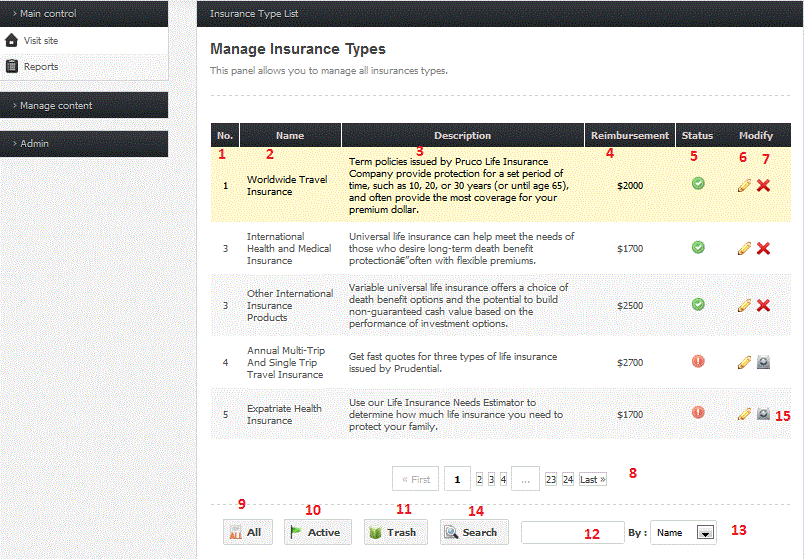 › Main control
Visit site
Reports
› Manage content
› Admin
Insurance Type List
Manage Insurance Types
This panel allows you to manage all insurances types.
No. Name Description Reimbursement Status Modify
1 2 3 4 5 6 7
1 Worldwide Travel Insurance
Term policies issued by Pruco Life Insurance
Company provide protection for a set period of
time, such as 10, 20, or 30 years (or until age 65),
and often provide the most coverage for your
premium dollar.
$2000
3 International Health and Medical Insurance
Universal life insurance can help meet the needs of
those who desire long-term death benefit
protectionâ€"often with flexible premiums.
$1700
3 Other International Insurance Products
Variable universal life insurance offers a choice of
death benefit options and the potential to build
non-guaranteed cash value based on the
performance of investment options.
$2500
4 Annual Multi-Trip And Single Trip Travel Insurance
Get fast quotes for three types of life insurance
issued by Prudential.
$2700
5 Expatriate Health Insurance
Use our Life Insurance Needs Estimator to
determine how much life insurance you need to
protect your family.
$1700
15
« First 1 2 3 4 ... 23 24 Last » 8
9 10 11 14
All Active Trash Search 12 By : Name 13